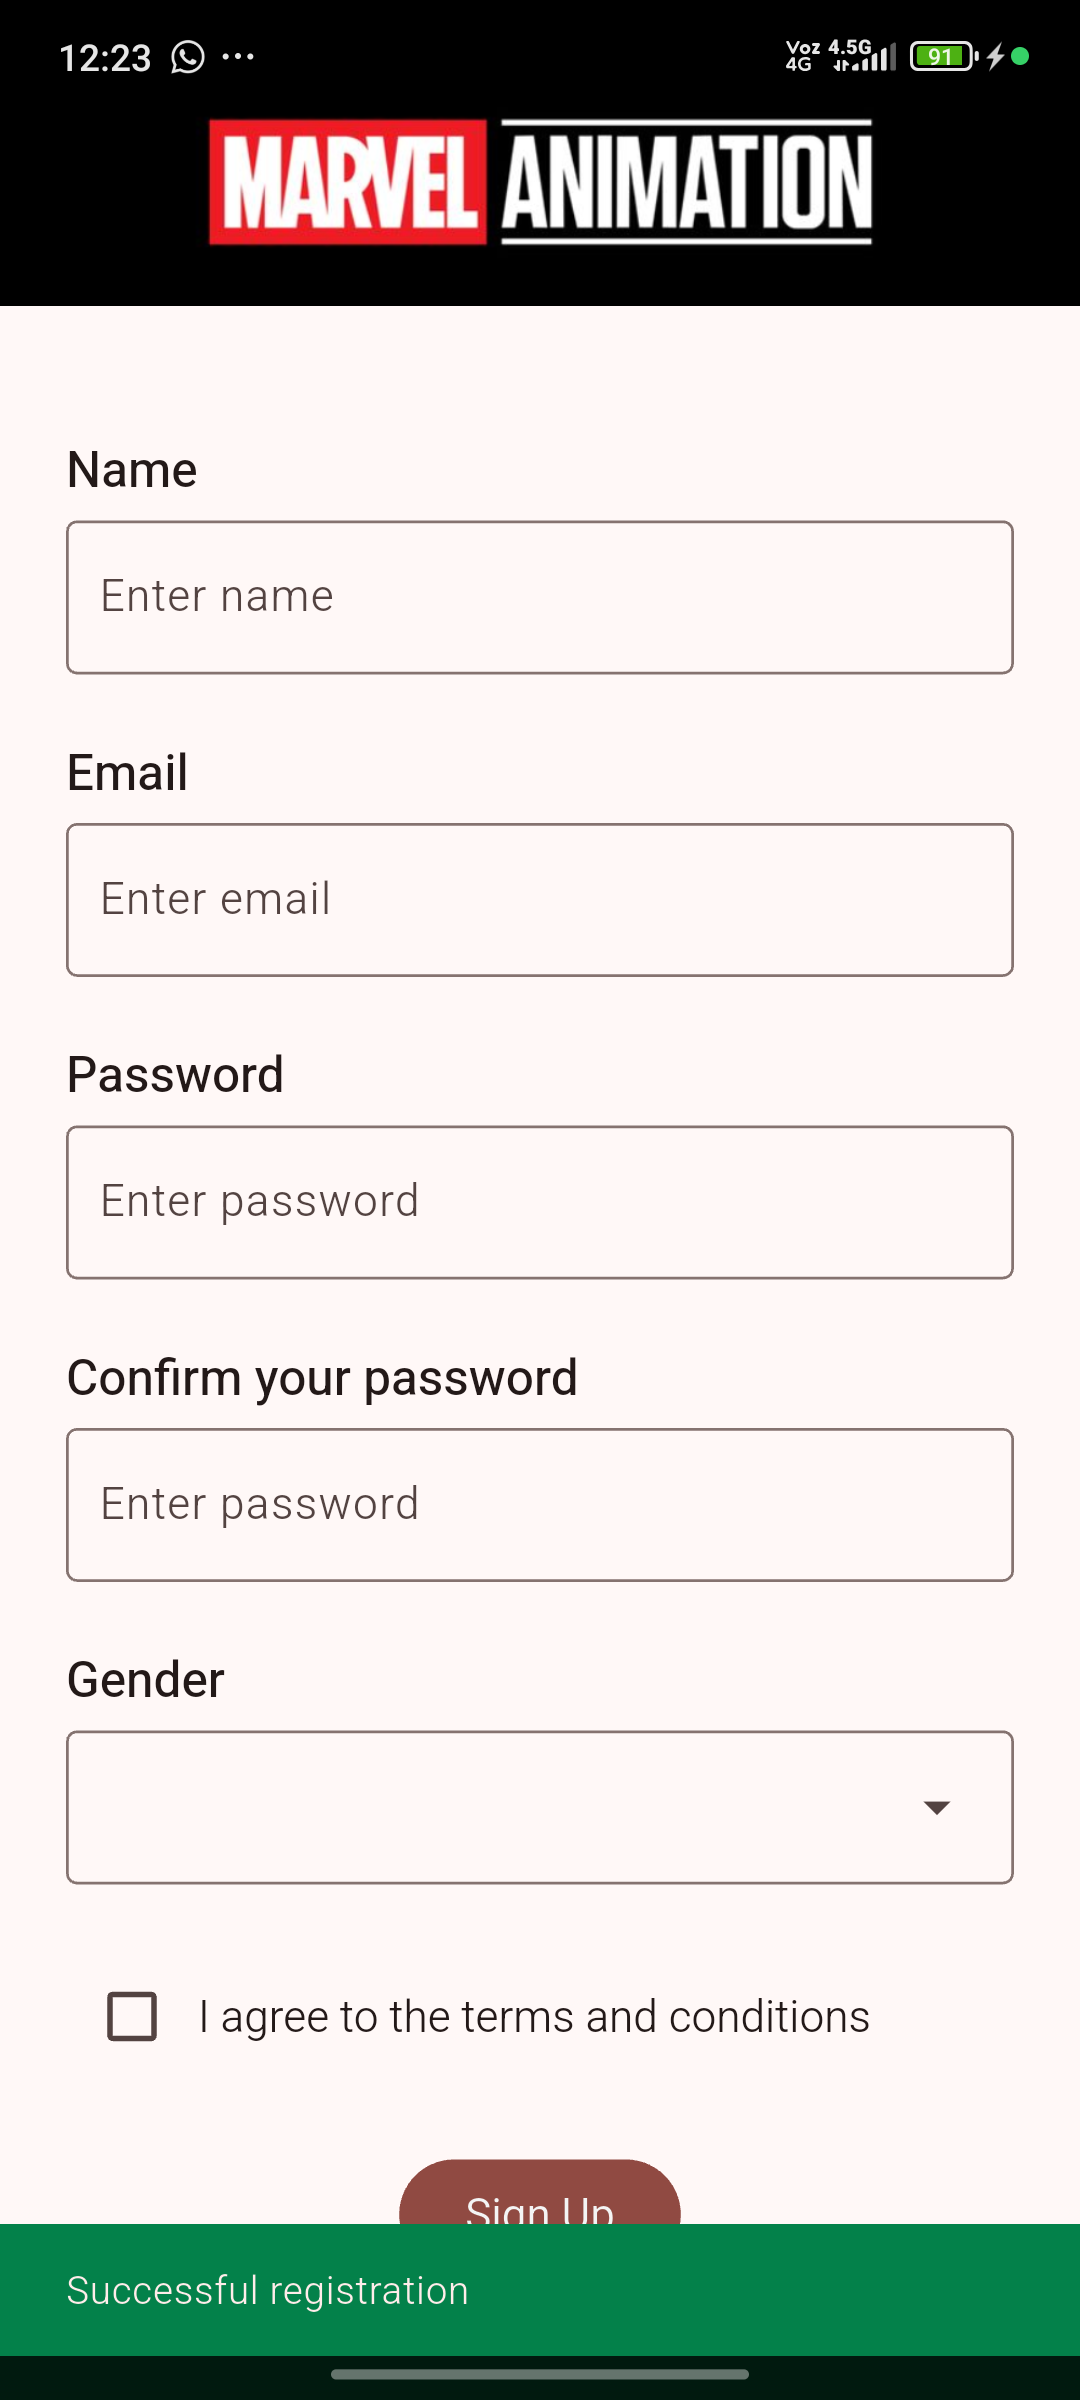 12:23 ... Voz 4G 4.5G 91
MARVEL ANIMATION
Name
Enter name
Email
Enter email
Password
Enter password
Confirm your password
Enter password
Gender
I agree to the terms and conditions
Sign Up
Successful registration